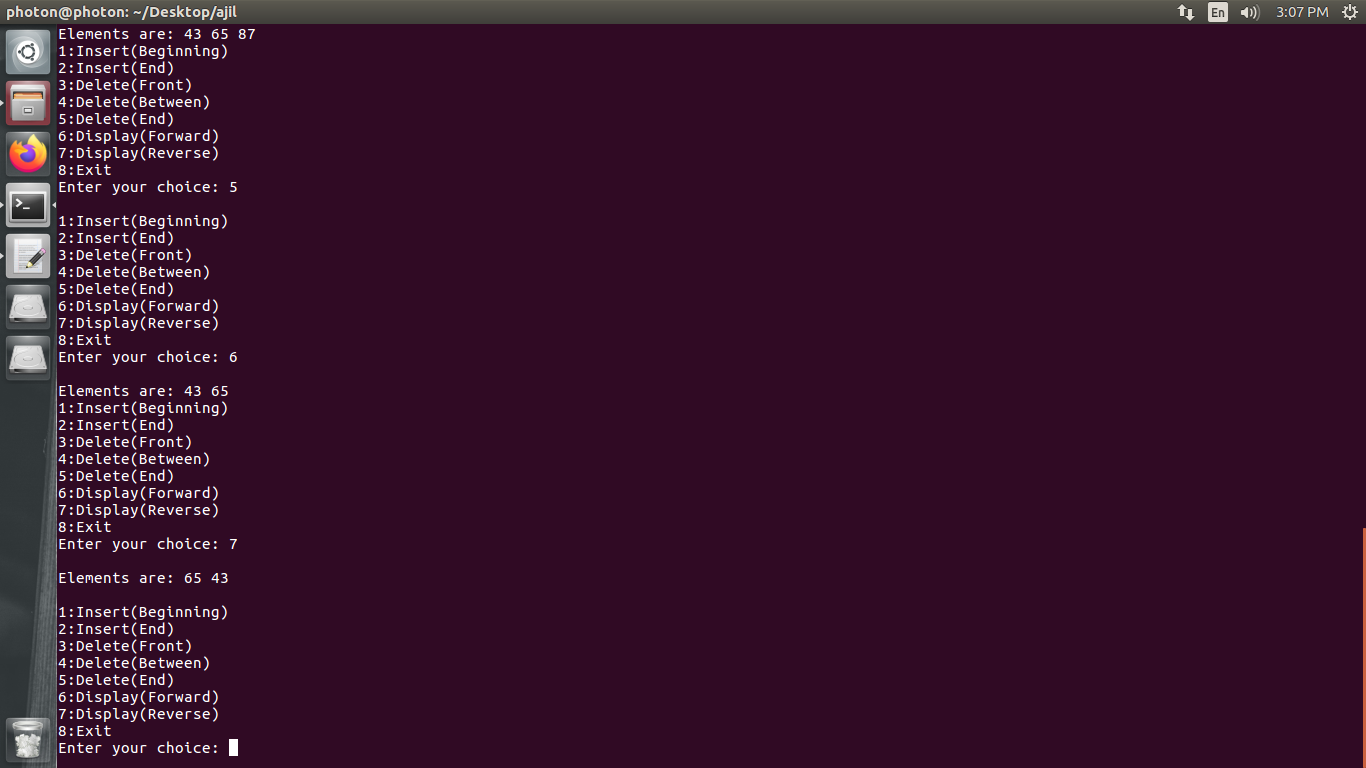 photon@photon: ~/Desktop/ajil
En
3:07 PM
Elements are: 43 65 87
1:Insert(Beginning)
2:Insert(End)
3:Delete(Front)
4:Delete(Between)
5:Delete(End)
6:Display(Forward)
7:Display(Reverse)
8:Exit
Enter your choice: 5
1:Insert(Beginning)
2:Insert(End)
3:Delete(Front)
4:Delete(Between)
5:Delete(End)
6:Display(Forward)
7:Display(Reverse)
8:Exit
Enter your choice: 6
Elements are: 43 65
1:Insert(Beginning)
2:Insert(End)
3:Delete(Front)
4:Delete(Between)
5:Delete(End)
6:Display(Forward)
7:Display(Reverse)
8:Exit
Enter your choice: 7
Elements are: 65 43
1:Insert(Beginning)
2:Insert(End)
3:Delete(Front)
4:Delete(Between)
5:Delete(End)
6:Display(Forward)
7:Display(Reverse)
8:Exit
Enter your choice: